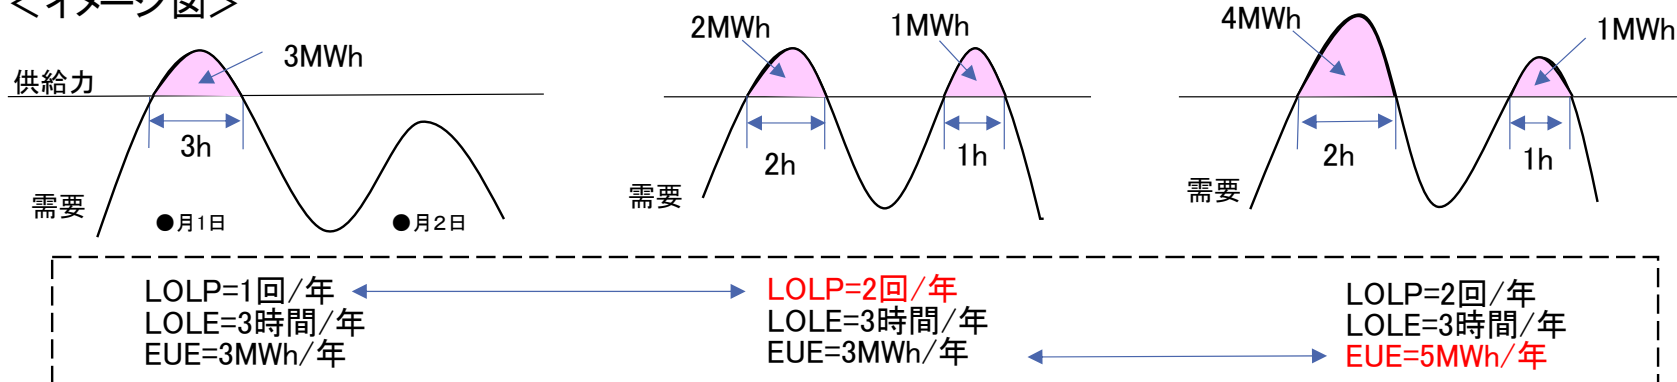 ＜イメージ図＞
3MWh
供給力
3h
需要
●月1日
●月2日
2MWh
1MWh
2h
1h
需要
4MWh
1MWh
2h
1h
需要
LOLP=1回/年
LOLE=3時間/年
EUE=3MWh/年
LOLP=2回/年
LOLE=3時間/年
EUE=3MWh/年
LOLP=2回/年
LOLE=3時間/年
EUE=5MWh/年